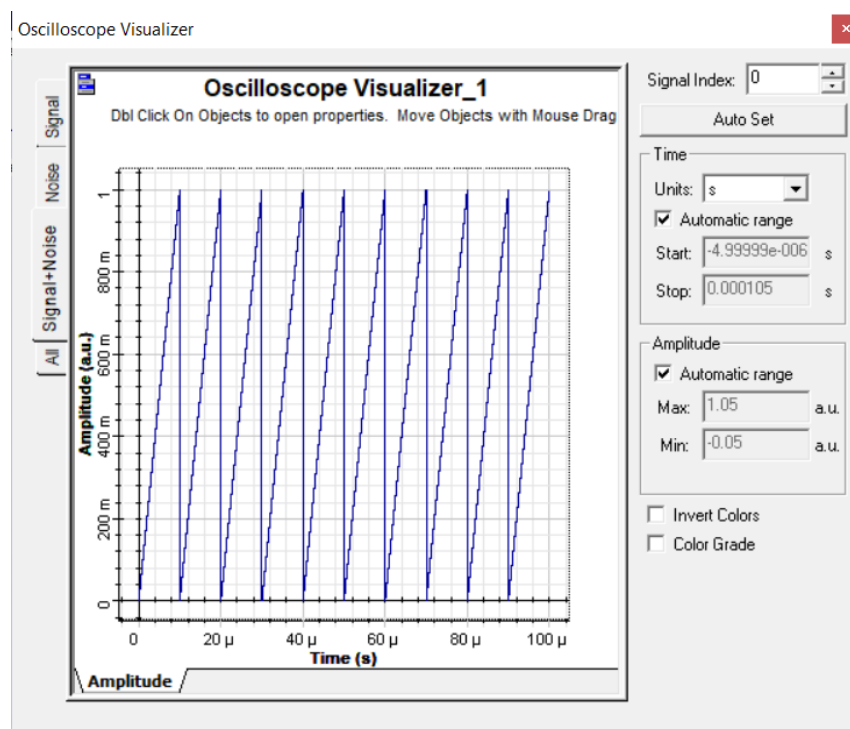 Oscilloscope Visualizer
Signal
Noise
Signal+Noise
All
Oscilloscope Visualizer_1
Dbl Click On Objects to open properties.  Move Objects with Mouse Drag
Amplitude (a.u.)
1
800 m
600 m
400 m
200 m
0
0 20 µ 40 µ 60 µ 80 µ 100 µ
Time (s)
Amplitude
Signal Index: 0
Auto Set
Time
Units: s
Automatic range
Start: -4.99999e-006 s
Stop: 0.000105 s
Amplitude
Automatic range
Max: 1.05 a.u.
Min: -0.05 a.u.
Invert Colors
Color Grade